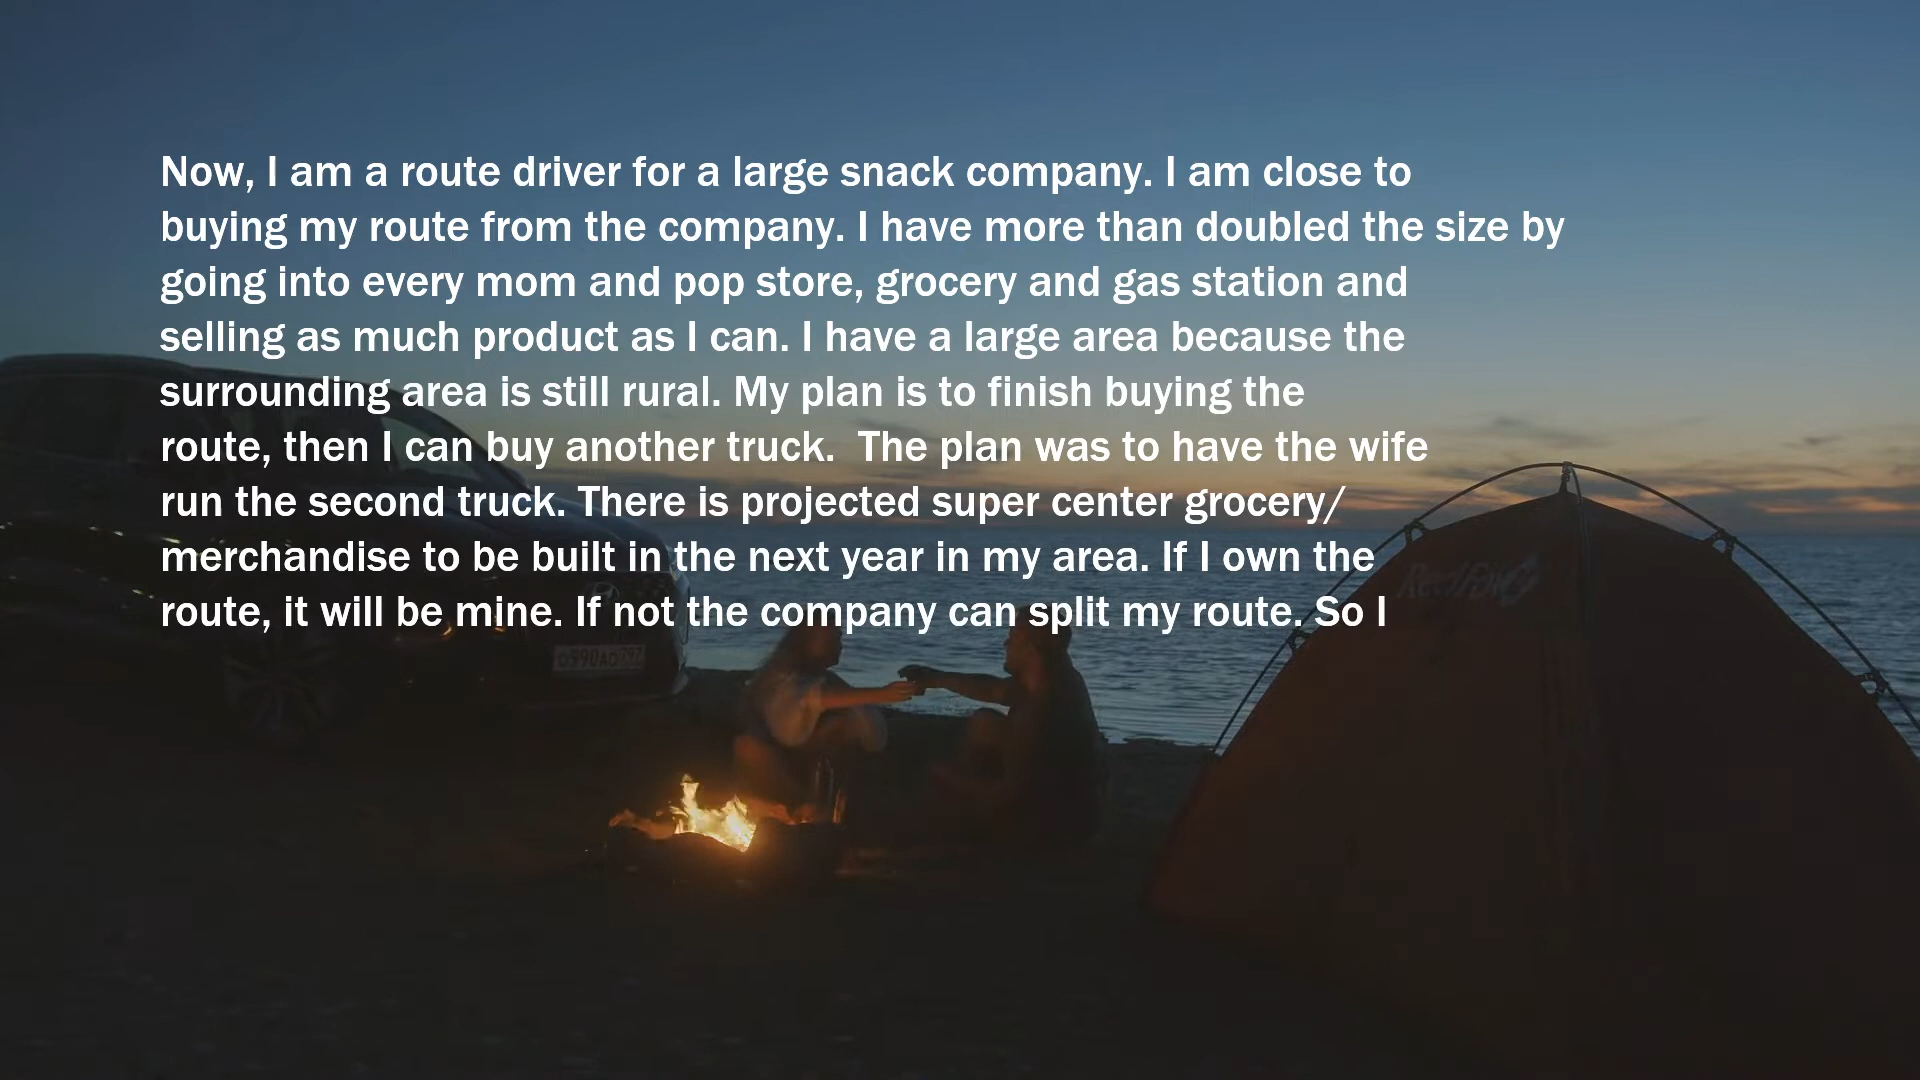 Now, I am a route driver for a large snack company. I am close to
buying my route from the company. I have more than doubled the size by
going into every mom and pop store, grocery and gas station and
selling as much product as I can. I have a large area because the
surrounding area is still rural. My plan is to finish buying the
route, then I can buy another truck.  The plan was to have the wife
run the second truck. There is projected super center grocery/
merchandise to be built in the next year in my area. If I own the
route, it will be mine. If not the company can split my route. So I